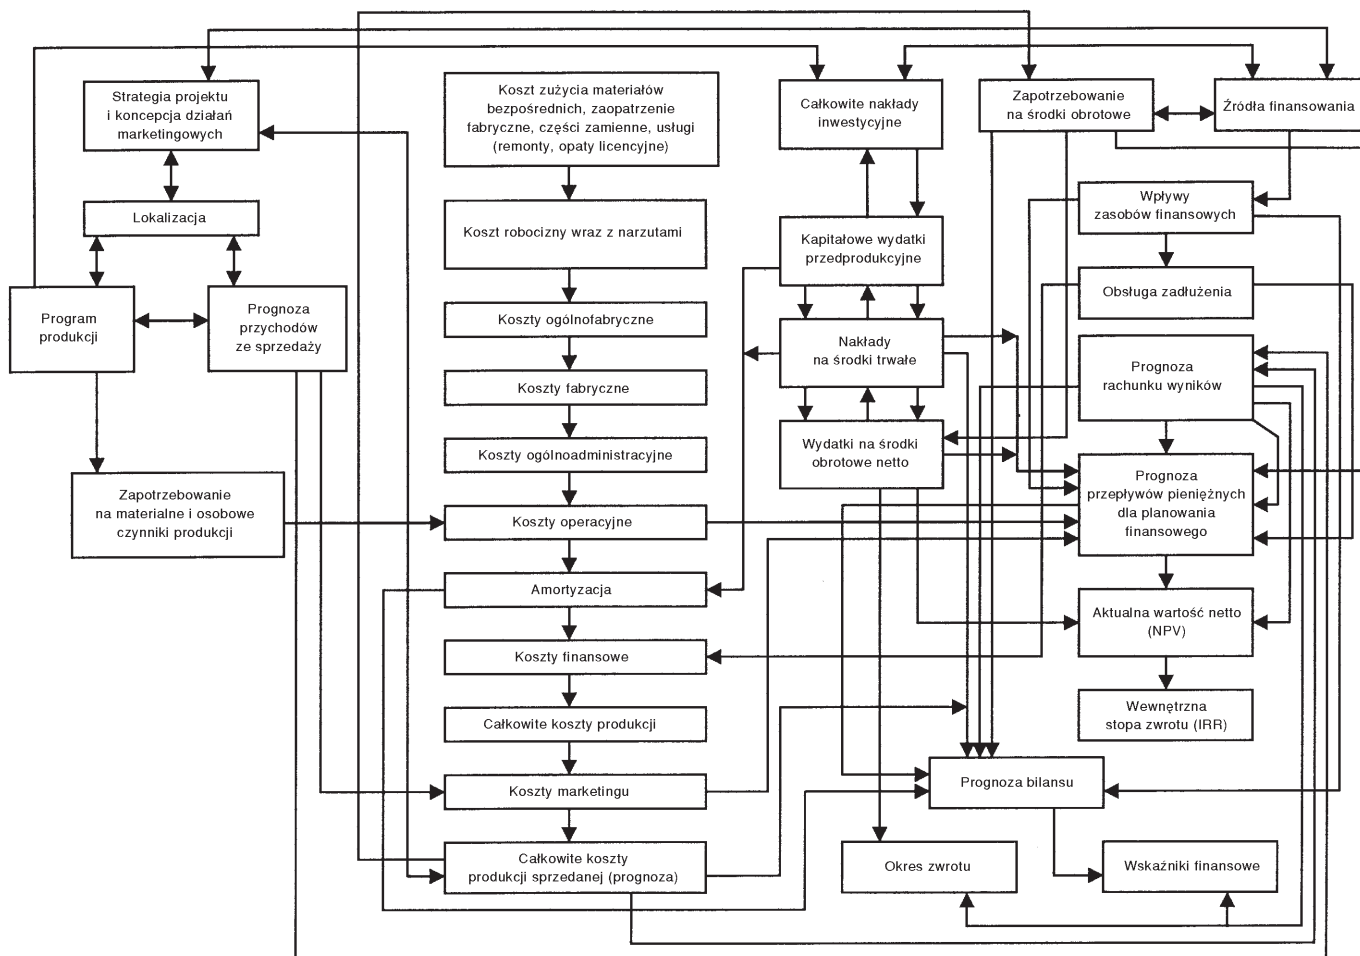 Strategia projektu
i koncepcja działań
marketingowych
Lokalizacja
Program
produkcji
Prognoza
przychodów
ze sprzedaży
Zapotrzebowanie
na materialne i osobowe
czynniki produkcji
Koszt zużycia materiałów
bezpośrednich, zaopatrzenie
fabryczne, części zamienne, usługi
(remonty, opaty licencyjne)
Koszt robocizny wraz z narzutami
Koszty ogólnofabryczne
Koszty fabryczne
Koszty ogólnoadministracyjne
Koszty operacyjne
Amortyzacja
Koszty finansowe
Całkowite koszty produkcji
Koszty marketingu
Całkowite koszty
produkcji sprzedanej (prognoza)
Całkowite nakłady
inwestycyjne
Kapitałowe wydatki
przedprodukcyjne
Nakłady
na środki trwałe
Wydatki na środki
obrotowe netto
Zapotrzebowanie
na środki obrotowe
Źródła finansowania
Wpływy
zasobów finansowych
Obsługa zadłużenia
Prognoza
rachunku wyników
Prognoza
przepływów pieniężnych
dla planowania
finansowego
Aktualna wartość netto
(NPV)
Wewnętrzna
stopa zwrotu (IRR)
Prognoza bilansu
Okres zwrotu
Wskaźniki finansowe